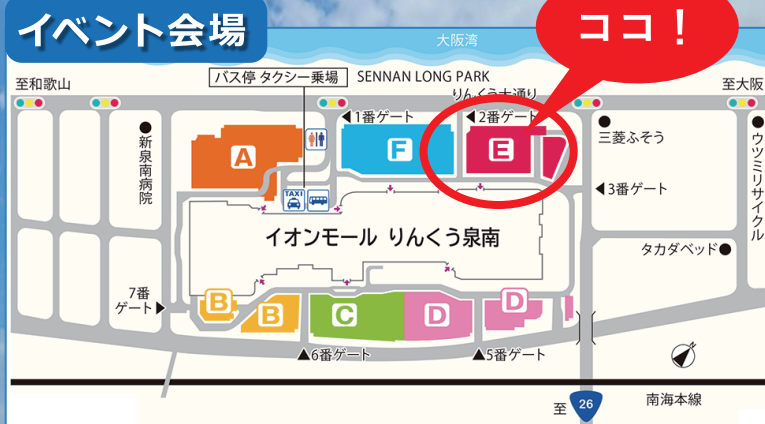 イベント会場
ココ!
大阪湾
至和歌山
バス停 タクシー乗場
SENNAN LONG PARK
りんくう大通り
至大阪
◀1番ゲート
◀2番ゲート
●新泉南病院
A
F
E
●三菱ふそう
●ウツミリサイクル
TAXI
◀3番ゲート
イオンモール りんくう泉南
タカダベッド●
7番
ゲート▶
B
B
C
D
D
▲6番ゲート
▲5番ゲート
至 26
南海本線